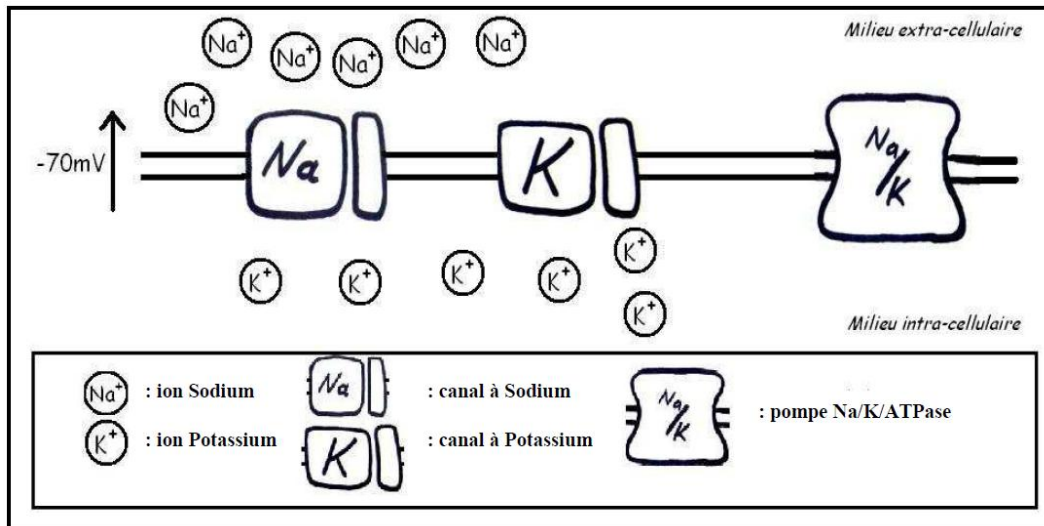 Na⁺ Na⁺ Na⁺ Na⁺ Na⁺ Milieu extra-cellulaire
Na⁺
-70mV Na K Na/K
K⁺ K⁺ K⁺ K⁺ K⁺
K⁺
Milieu intra-cellulaire
Na⁺ : ion Sodium Na : canal à Sodium Na/K : pompe Na/K/ATPase
K⁺ : ion Potassium K : canal à Potassium